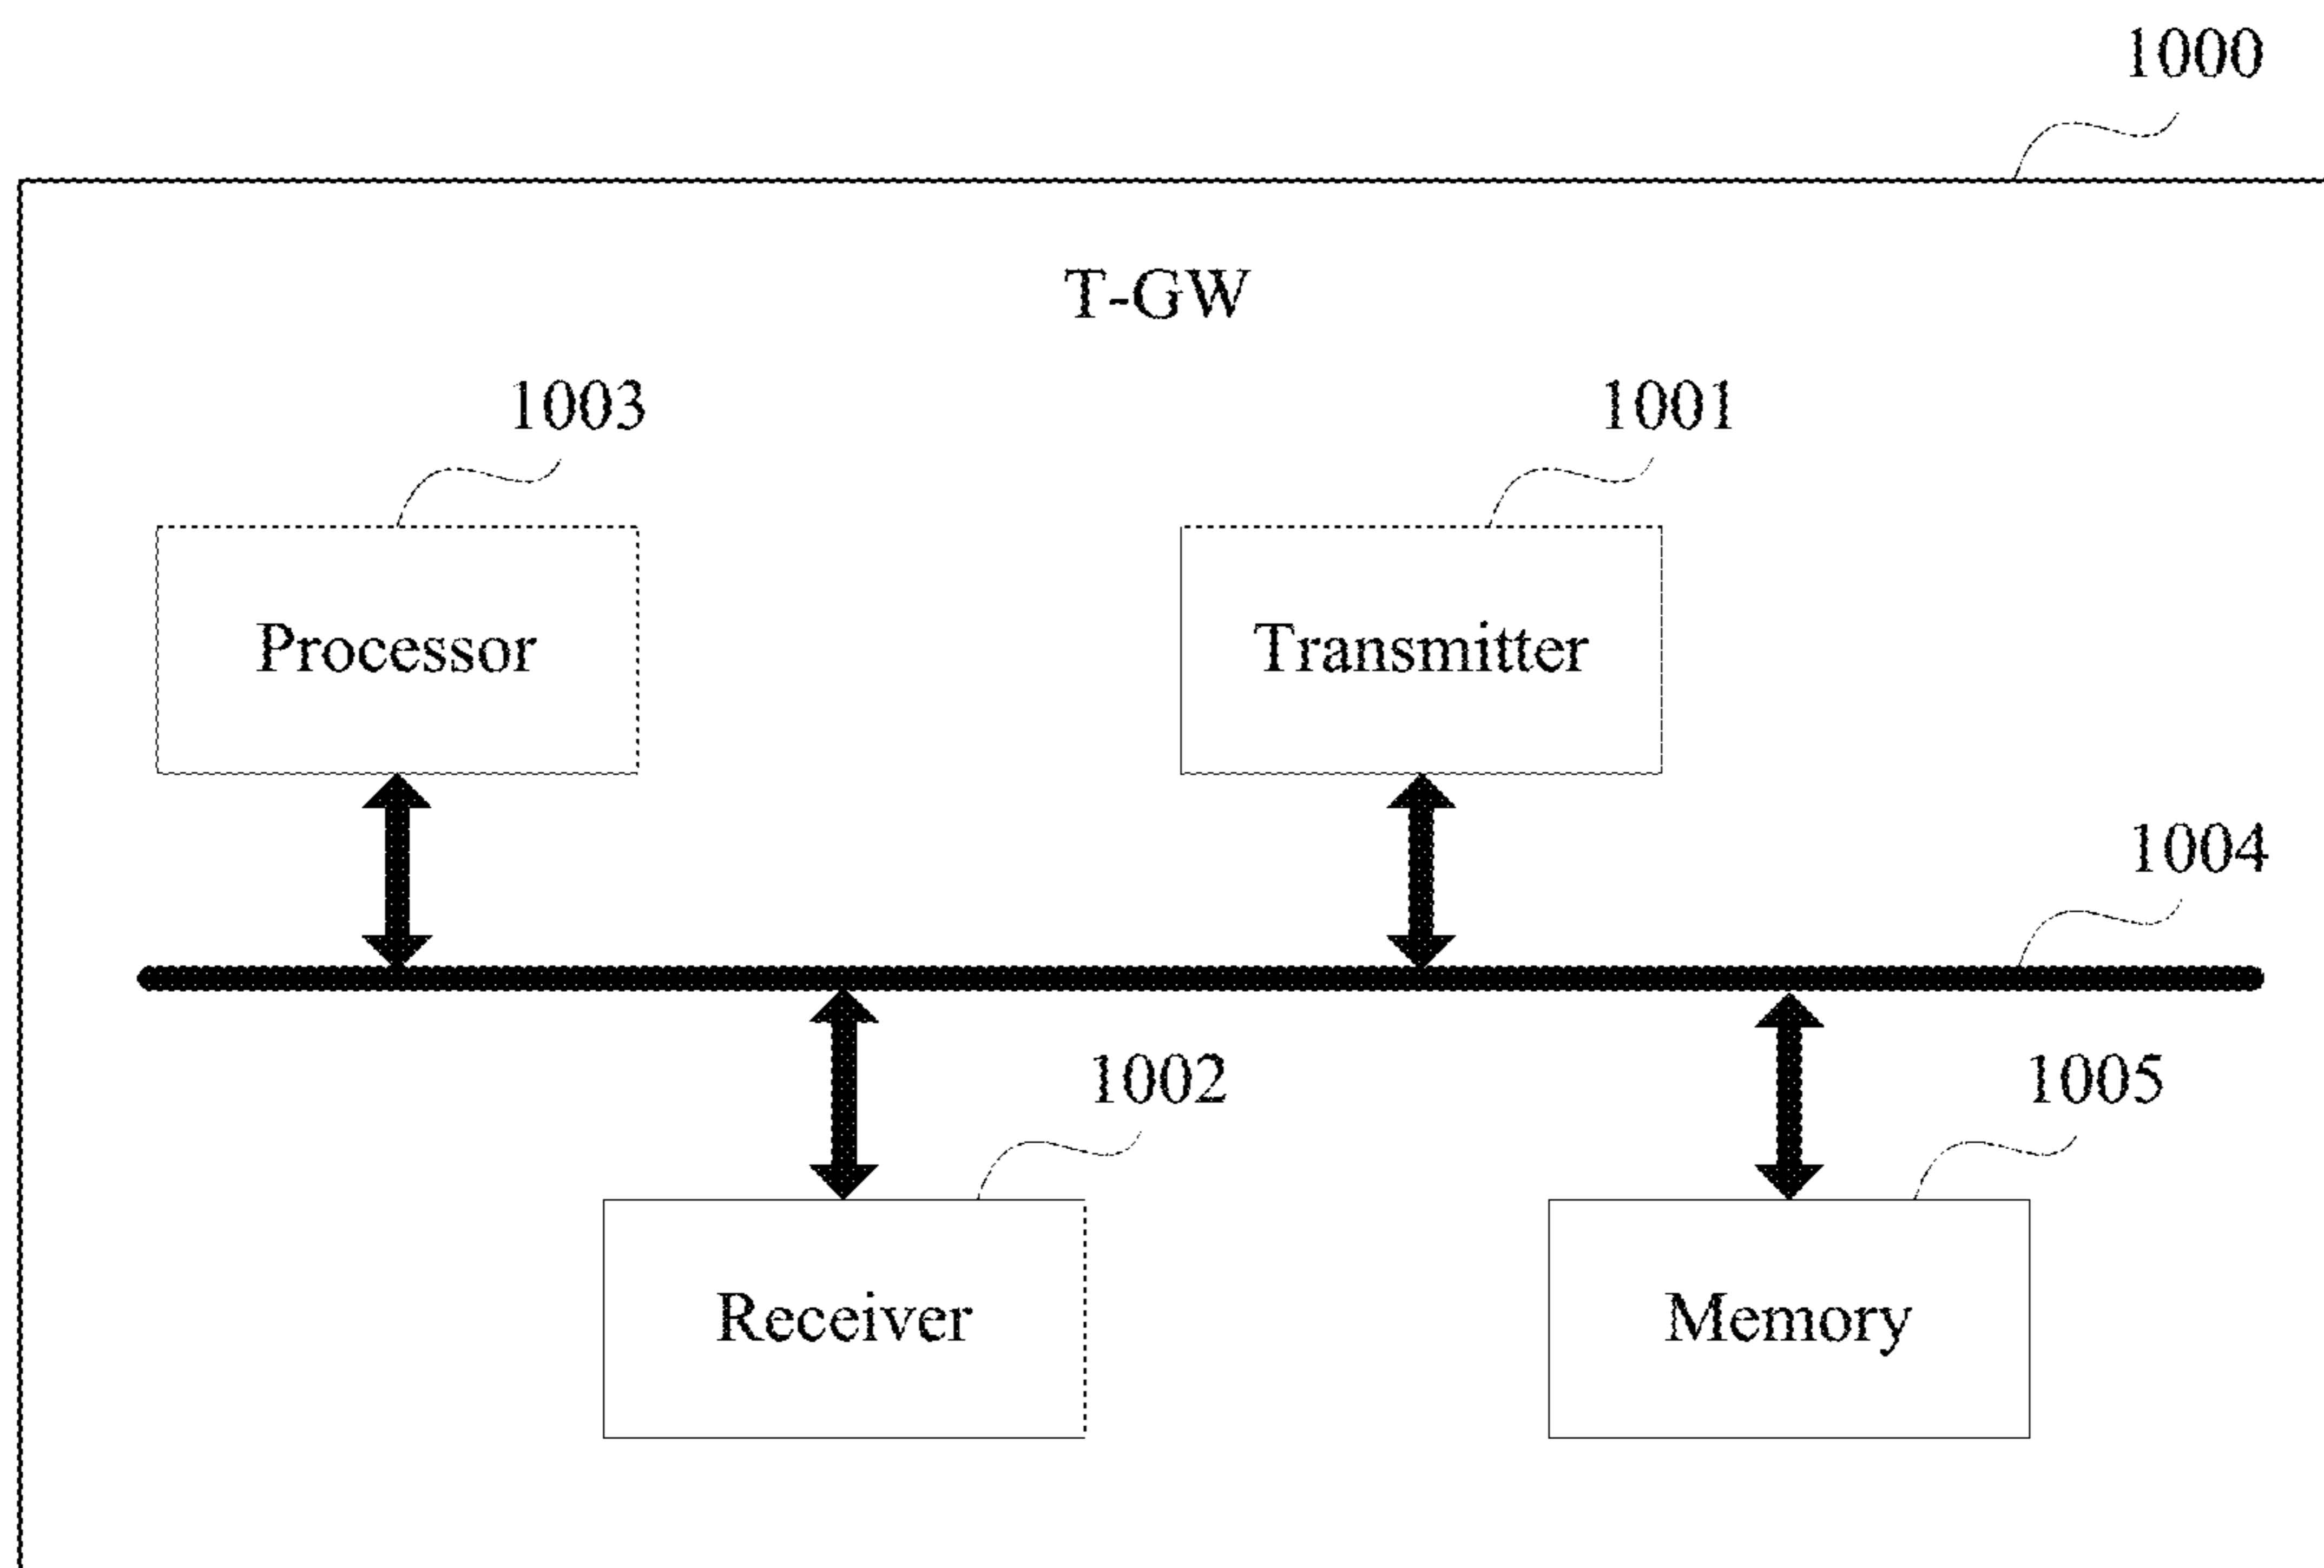 1000
T-GW
1003
1001
Processor
Transmitter
1004
1002
1005
Receiver
Memory